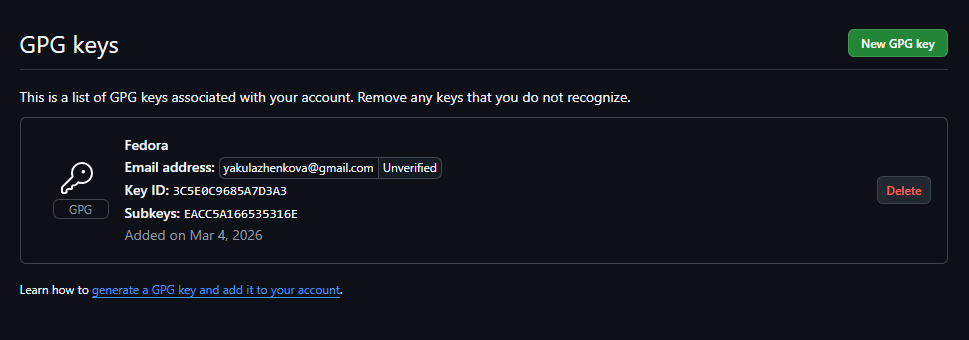 GPG keys
New GPG key
This is a list of GPG keys associated with your account. Remove any keys that you do not recognize.
Fedora
Email address: yakulazhenkova@gmail.com Unverified
Key ID: 3C5E0C9685A7D3A3
GPG
Subkeys: EACC5A166535316E
Added on Mar 4, 2026
Delete
Learn how to generate a GPG key and add it to your account.